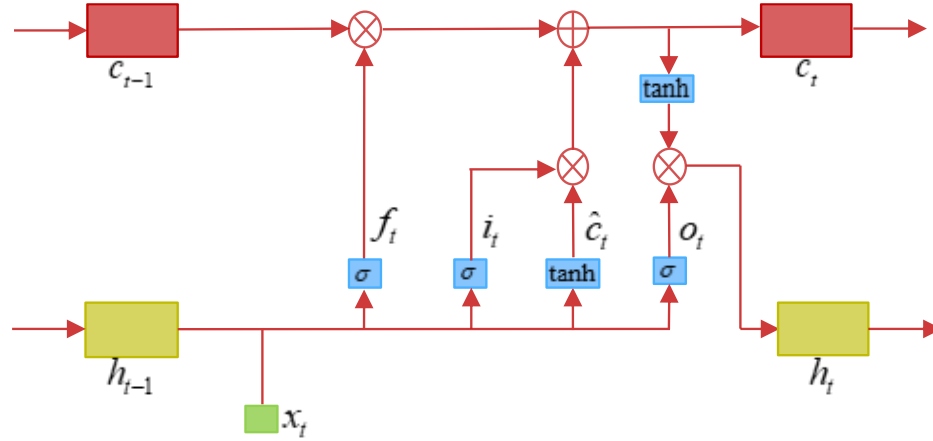 c_{t-1}
c_t
tanh
f_t
i_t
ĉ_t
o_t
σ
σ
tanh
σ
h_{t-1}
h_t
x_t